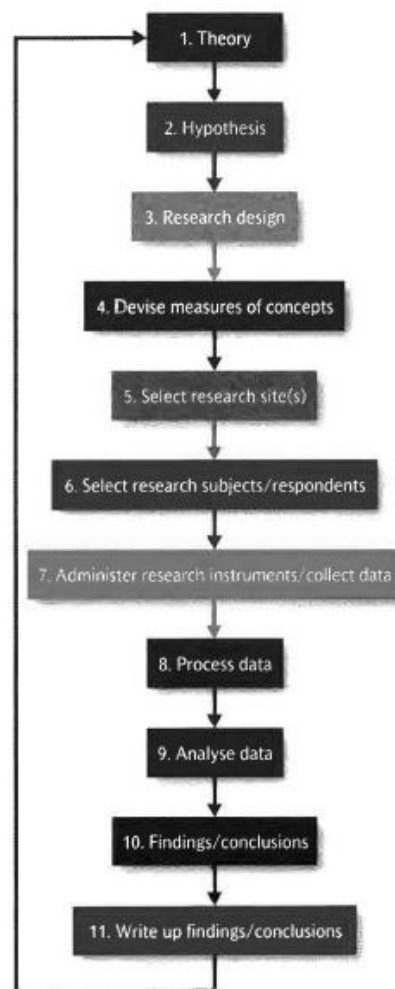 1. Theory
2. Hypothesis
3. Research design
4. Devise measures of concepts
5. Select research site(s)
6. Select research subjects/respondents
7. Administer research instruments/collect data
8. Process data
9. Analyse data
10. Findings/conclusions
11. Write up findings/conclusions